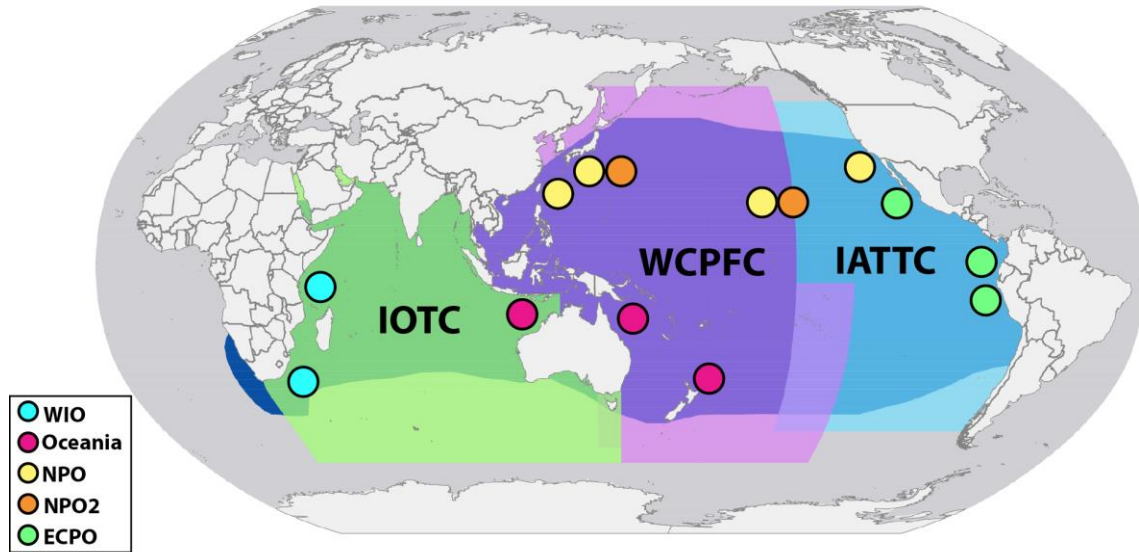 WCPFC
IATTC
IOTC
WIO
Oceania
NPO
NPO2
ECPO